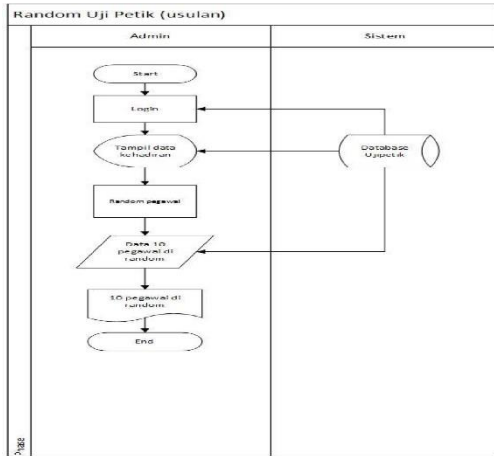 Random Uji Petik (usulan)
Admin
Sistem
Start
Login
Tampil data
kehadiran
Database
Ujipetik
Random pegawai
Data 10
pegawai di
random
10 pegawai di
random
End
Phase